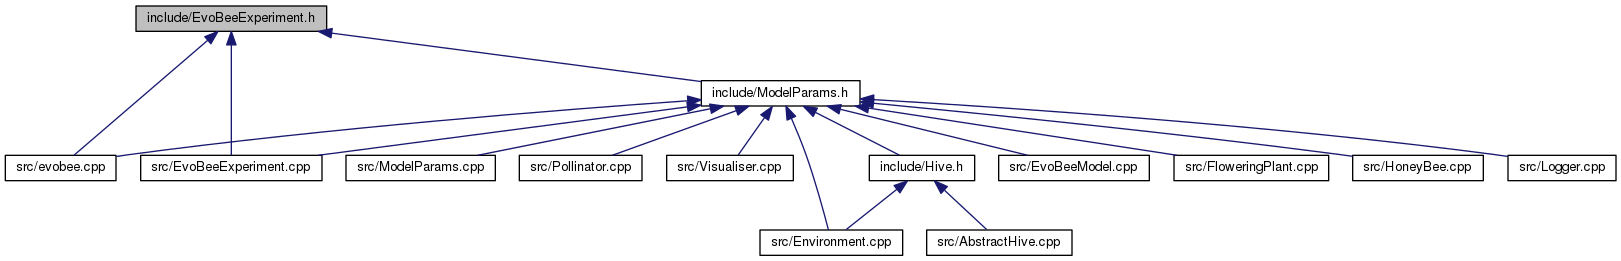 include/EvoBeeExperiment.h
include/ModelParams.h
src/evobee.cpp
src/EvoBeeExperiment.cpp
src/ModelParams.cpp
src/Pollinator.cpp
src/Visualiser.cpp
include/Hive.h
src/EvoBeeModel.cpp
src/FloweringPlant.cpp
src/HoneyBee.cpp
src/Logger.cpp
src/Environment.cpp
src/AbstractHive.cpp